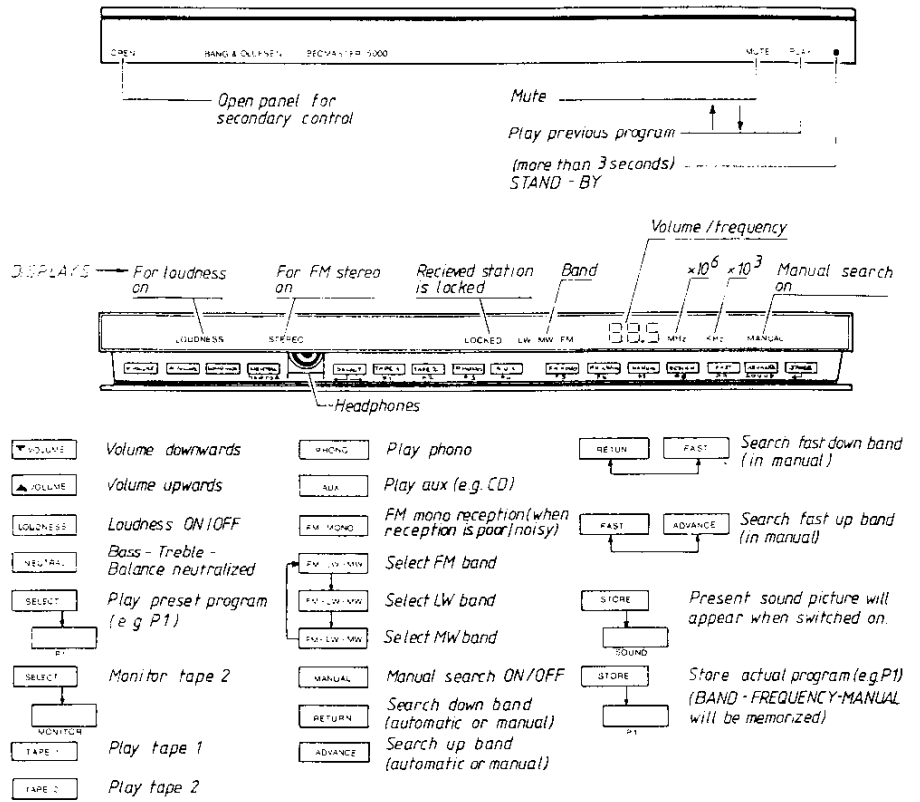 OPEN BANG & OLUFSEN BEOMASTER 5000 MUTE PLAY
Open panel for
secondary control
Mute
Play previous program
(more than 3 seconds)
STAND-BY
Volume / frequency
DISPLAYS
For loudness
on
For FM stereo
on
Recieved station
is locked
Band
×10⁶ ×10³
Manual search
on
LOUDNESS STEREO LOCKED LW MW FM MHz KHz MANUAL
Headphones
▼ VOLUME Volume downwards
▲ VOLUME Volume upwards
LOUDNESS Loudness ON/OFF
NEUTRAL Bass - Treble -
Balance neutralized
SELECT Play preset program
(e g P1)
P1
SELECT Monitor tape 2
MONITOR
TAPE 1 Play tape 1
TAPE 2 Play tape 2
PHONO Play phono
AUX Play aux (e.g. CD)
FM MONO FM mono reception (when
reception is poor/noisy)
FM-LW-MW Select FM band
FM-LW-MW Select LW band
FM-LW-MW Select MW band
MANUAL Manual search ON/OFF
RETURN Search down band
(automatic or manual)
ADVANCE Search up band
(automatic or manual)
RETUN FAST Search fast down band
(in manual)
FAST ADVANCE Search fast up band
(in manual)
STORE Present sound picture will
appear when switched on.
SOUND
STORE Store actual program (e.g P1)
(BAND - FREQUENCY-MANUAL
will be memorized)
P1